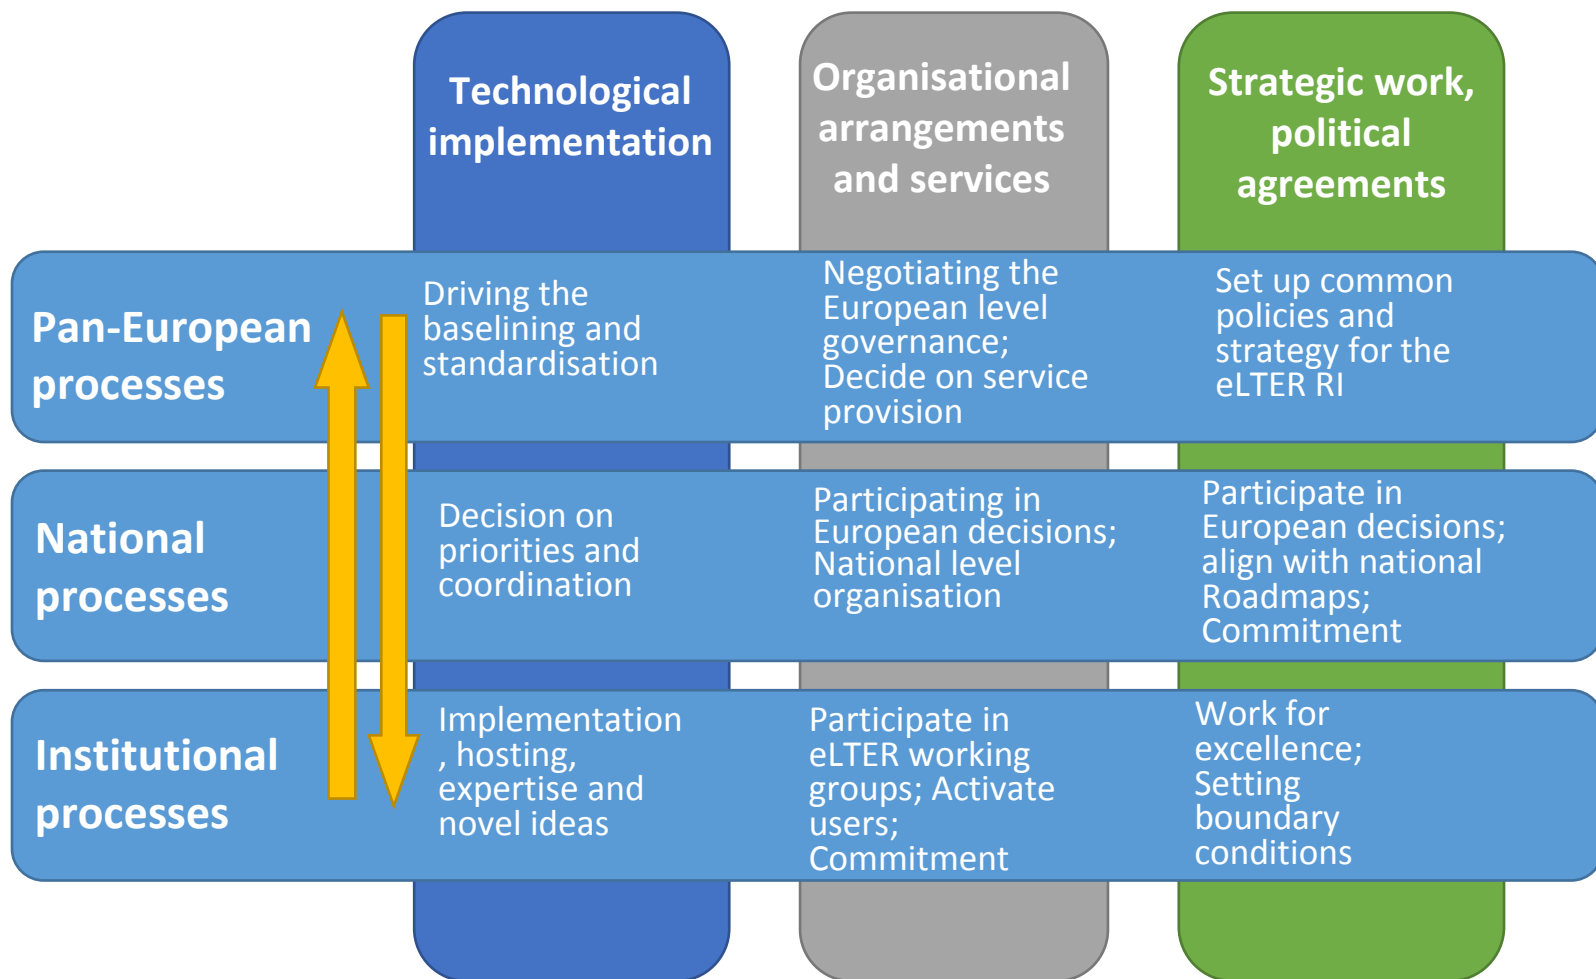 Technological
implementation
Organisational
arrangements
and services
Strategic work,
political
agreements
Pan-European
processes
Driving the
baselining and
standardisation
Negotiating the
European level
governance;
Decide on service
provision
Set up common
policies and
strategy for the
eLTER RI
National
processes
Decision on
priorities and
coordination
Participating in
European decisions;
National level
organisation
Participate in
European decisions;
align with national
Roadmaps;
Commitment
Institutional
processes
Implementation
, hosting,
expertise and
novel ideas
Participate in
eLTER working
groups; Activate
users;
Commitment
Work for
excellence;
Setting
boundary
conditions